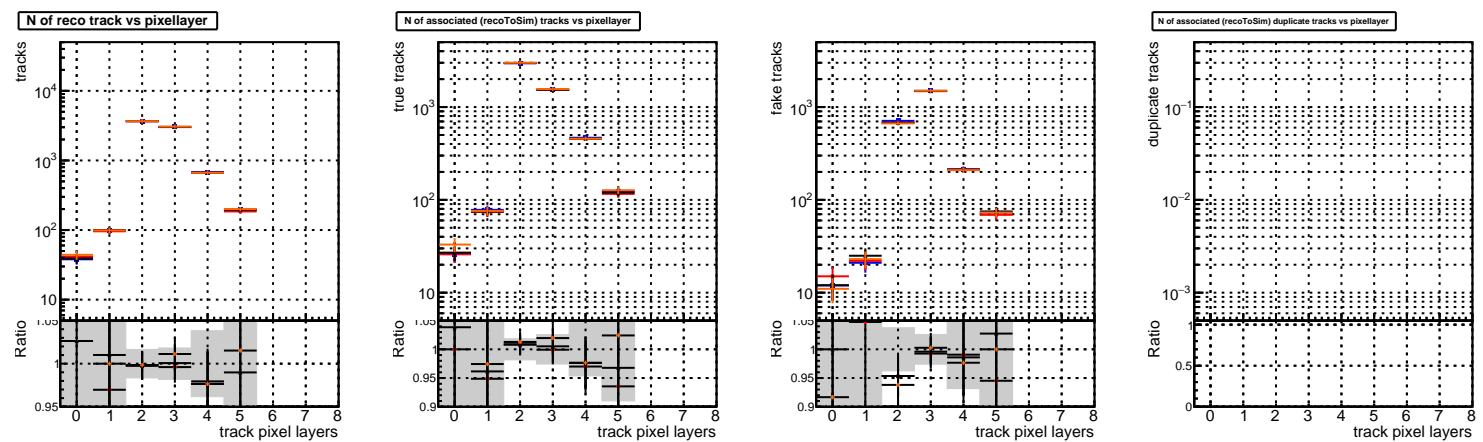 N of reco track vs pixellayer
tracks
10^4
10^3
10^2
10
Ratio
1.05
1
0.95
0 1 2 3 4 5 6 7 8
track pixel layers
N of associated (recoToSim) tracks vs pixellayer
true tracks
10^3
10^2
10
Ratio
1.05
1
0.95
0.9
0 1 2 3 4 5 6 7 8
track pixel layers
fake tracks
10^3
10^2
10
Ratio
1.05
1
0.95
0.9
0 1 2 3 4 5 6 7 8
track pixel layers
N of associated (recoToSim) duplicate tracks vs pixellayer
duplicate tracks
10^−1
10^−2
10^−3
Ratio
1
0.5
0
0 1 2 3 4 5 6 7 8
track pixel layers